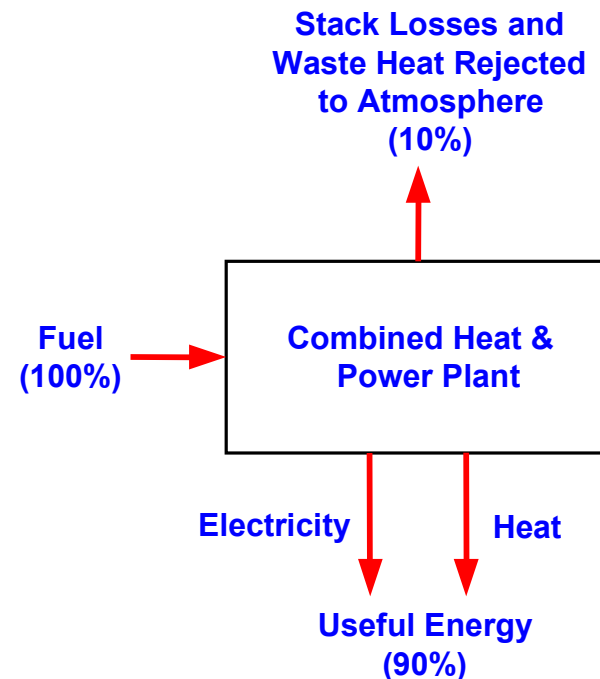 Stack Losses and
Waste Heat Rejected
to Atmosphere
(10%)
Fuel
(100%)
Combined Heat &
Power Plant
Electricity
Heat
Useful Energy
(90%)